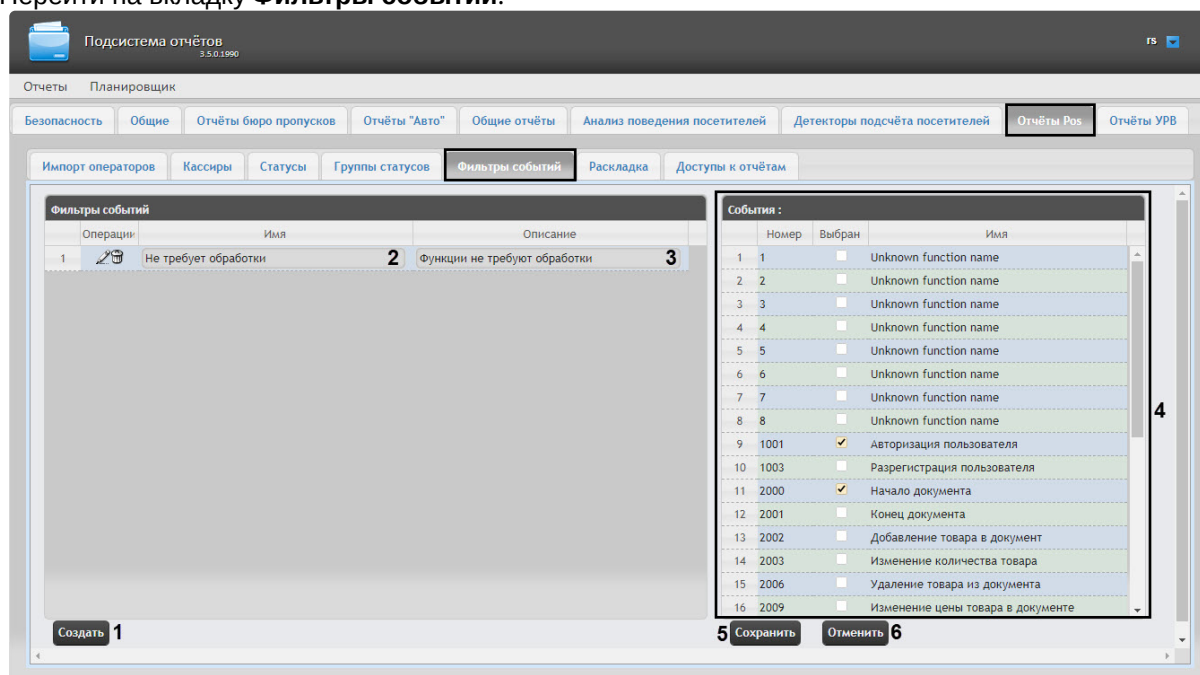 Перейти на вкладку Фильтры событий.
Подсистема отчётов
3.5.0.1990
rs
Отчеты Планировщик
Безопасность Общие Отчёты бюро пропусков Отчёты "Авто" Общие отчёты Анализ поведения посетителей Детекторы подсчёта посетителей Отчёты Pos Отчёты УРВ
Импорт операторов Кассиры Статусы Группы статусов Фильтры событий Раскладка Доступы к отчётам
Фильтры событий
Операции Имя Описание
1 Не требует обработки 2 Функции не требуют обработки 3
События :
Номер Выбран Имя
1 1 Unknown function name
2 2 Unknown function name
3 3 Unknown function name
4 4 Unknown function name
5 5 Unknown function name
6 6 Unknown function name
7 7 Unknown function name
8 8 Unknown function name
4
9 1001 Авторизация пользователя
10 1003 Разрегистрация пользователя
11 2000 Начало документа
12 2001 Конец документа
13 2002 Добавление товара в документ
14 2003 Изменение количества товара
15 2006 Удаление товара из документа
16 2009 Изменение цены товара в документе
Создать 1
5 Сохранить Отменить 6